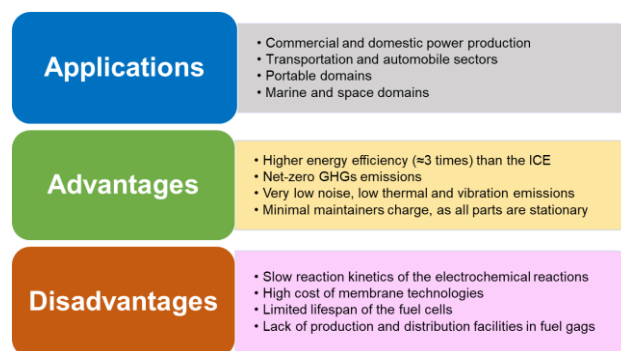 Applications
• Commercial and domestic power production
• Transportation and automobile sectors
• Portable domains
• Marine and space domains
Advantages
• Higher energy efficiency (≈3 times) than the ICE
• Net-zero GHGs emissions
• Very low noise, low thermal and vibration emissions
• Minimal maintainers charge, as all parts are stationary
Disadvantages
• Slow reaction kinetics of the electrochemical reactions
• High cost of membrane technologies
• Limited lifespan of the fuel cells
• Lack of production and distribution facilities in fuel gags